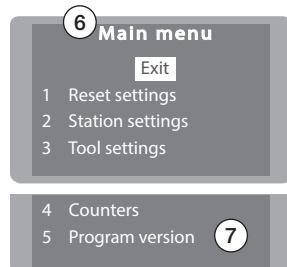 6
Main menu
Exit
1 Reset settings
2 Station settings
3 Tool settings
4 Counters
5 Program version 7